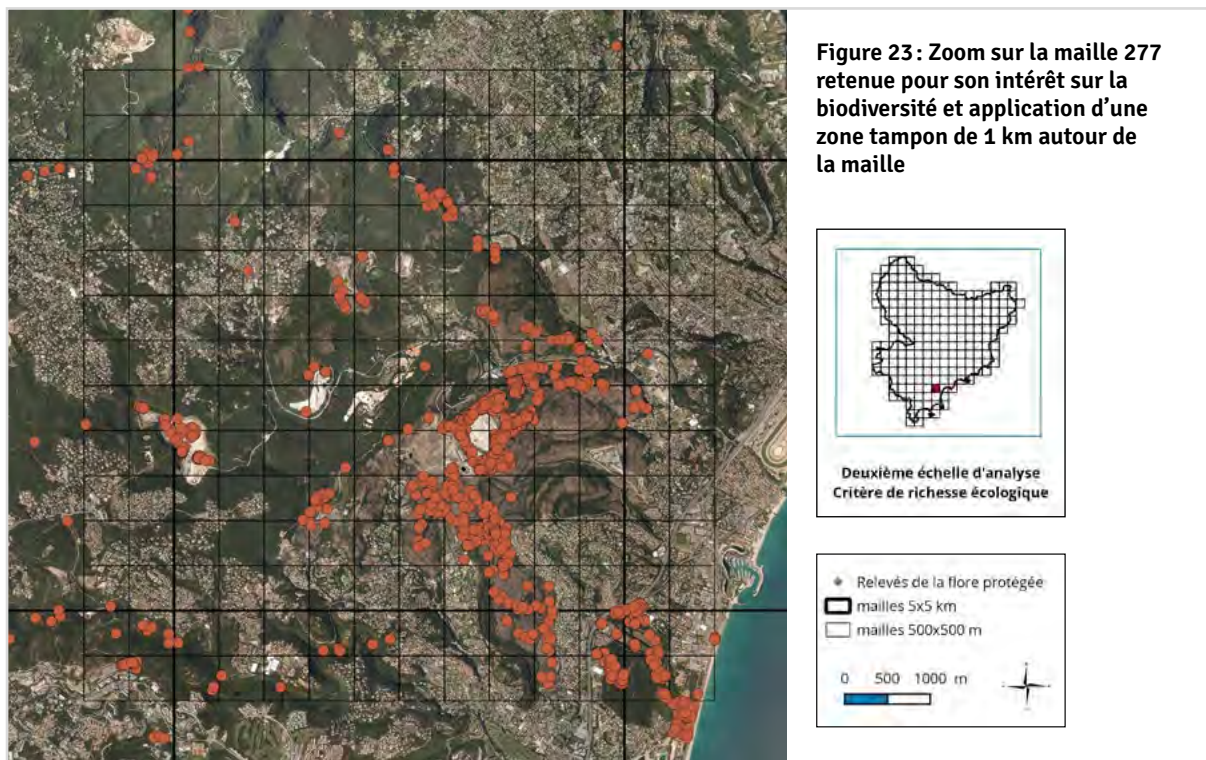 Figure 23 : Zoom sur la maille 277
retenue pour son intérêt sur la
biodiversité et application d’une
zone tampon de 1 km autour de
la maille
Deuxième échelle d'analyse
Critère de richesse écologique
Relevés de la flore protégée
mailles 5x5 km
mailles 500x500 m
0 500 1000 m